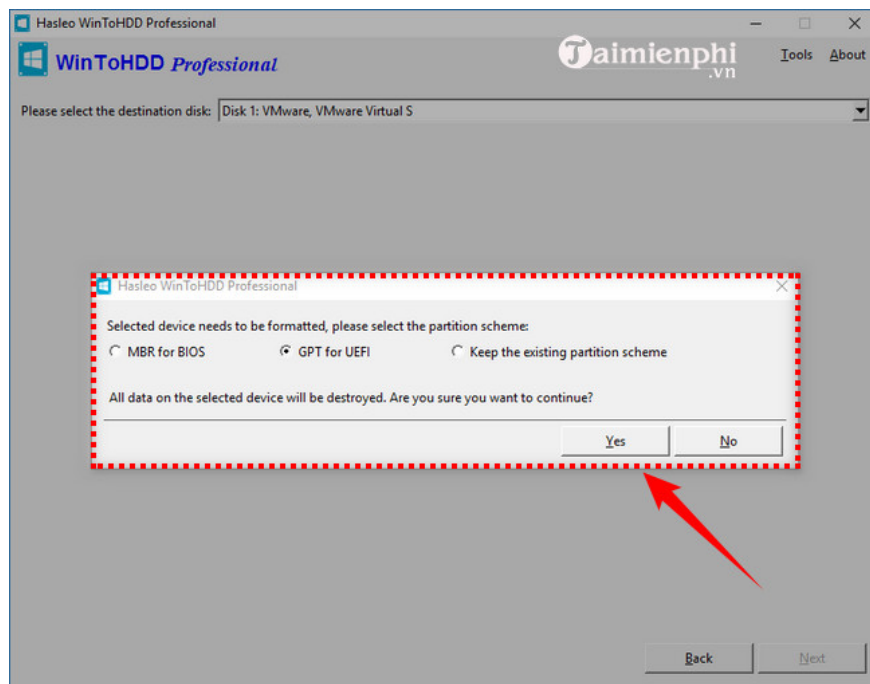 Hasleo WinToHDD Professional
WinToHDD Professional
Taimienphi
.vn
Tools About
Please select the destination disk: Disk 1: VMware, VMware Virtual S
Hasleo WinToHDD Professional
Selected device needs to be formatted, please select the partition scheme:
MBR for BIOS GPT for UEFI Keep the existing partition scheme
All data on the selected device will be destroyed. Are you sure you want to continue?
Yes No
Back Next